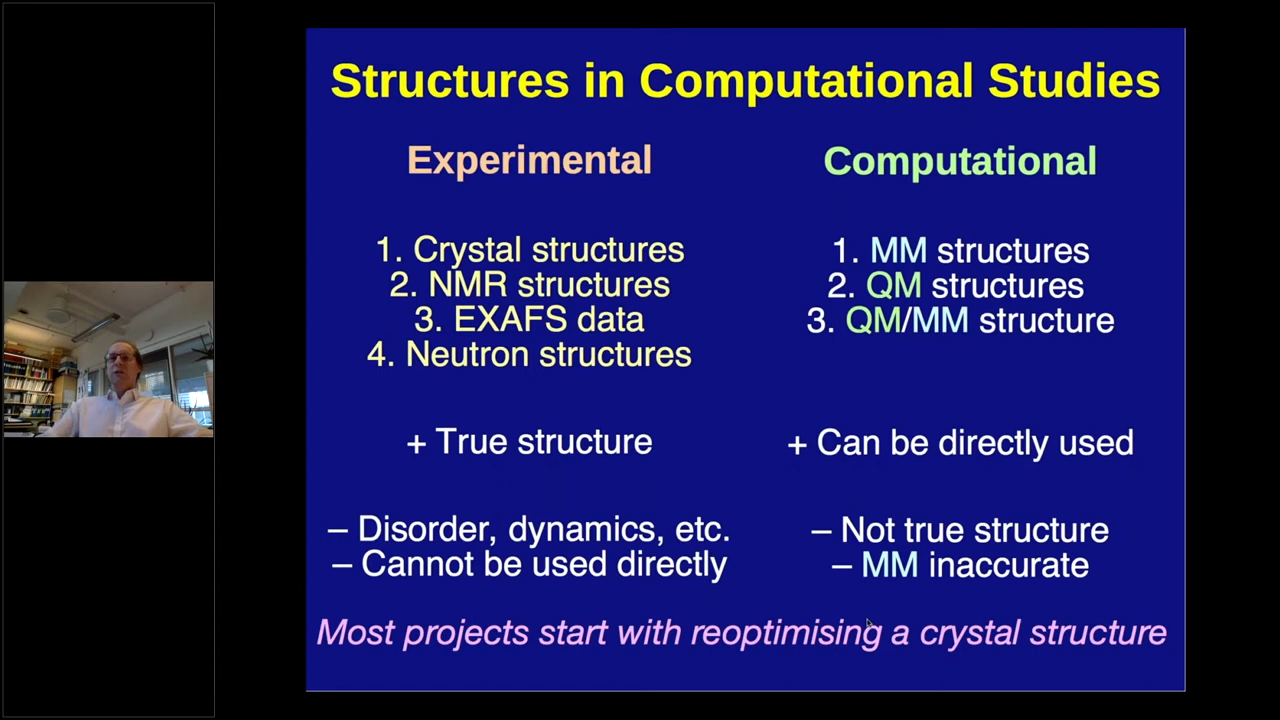 Structures in Computational Studies
Experimental
1. Crystal structures
2. NMR structures
3. EXAFS data
4. Neutron structures
+ True structure
– Disorder, dynamics, etc.
– Cannot be used directly
Computational
1. MM structures
2. QM structures
3. QM/MM structure
+ Can be directly used
– Not true structure
– MM inaccurate
Most projects start with reoptimising a crystal structure